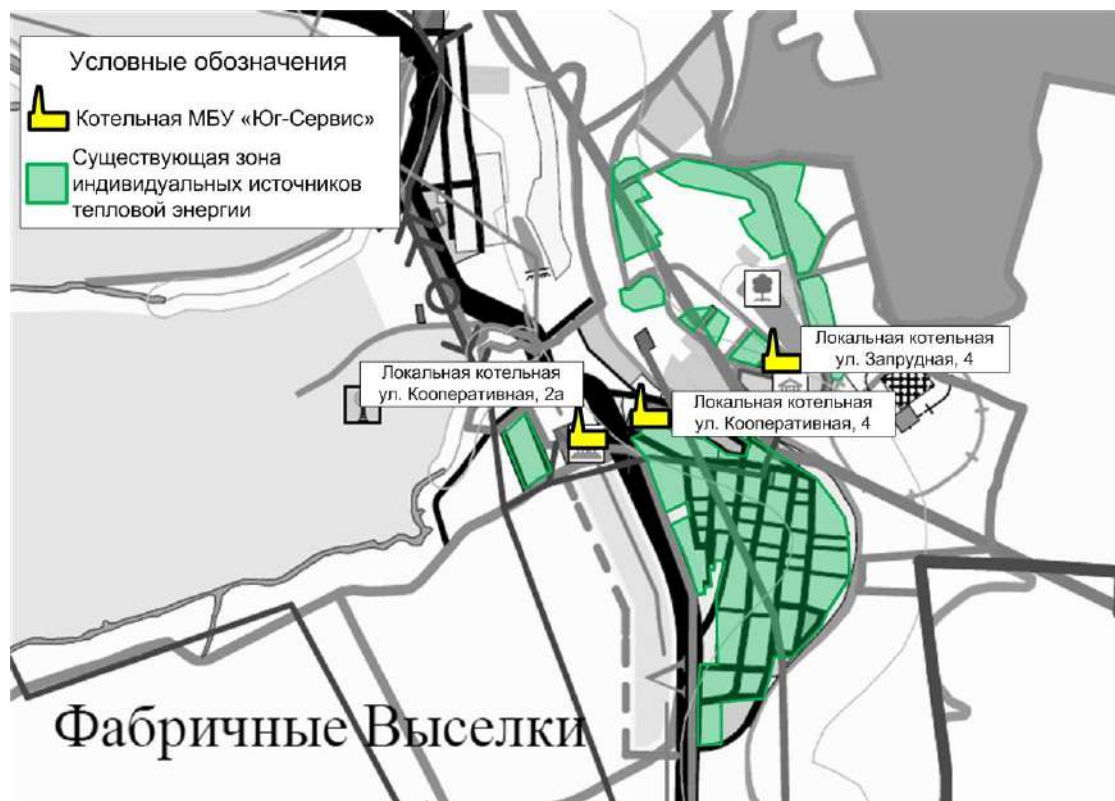 Условные обозначения
Котельная МБУ «Юг-Сервис»
Существующая зона
индивидуальных источников
тепловой энергии
Локальная котельная
ул. Запрудная, 4
Локальная котельная
ул. Кооперативная, 2а
Локальная котельная
ул. Кооперативная, 4
Фабричные Выселки